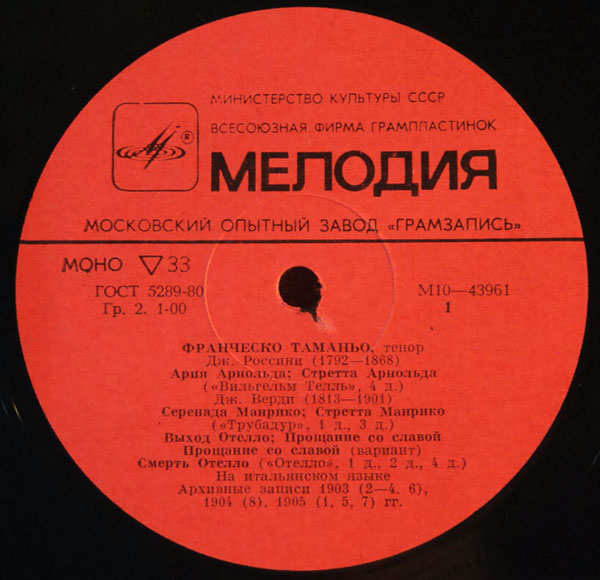 МИНИСТЕРСТВО КУЛЬТУРЫ СССР
ВСЕСОЮЗНАЯ ФИРМА ГРАМПЛАСТИНОК
®
МЕЛОДИЯ
МОСКОВСКИЙ ОПЫТНЫЙ ЗАВОД «ГРАМЗАПИСЬ»
МОНО ▽ 33
ГОСТ 5289-80 М10—43961
Гр. 2. 1-00 1
ФРАНЧЕСКО ТАМАНЬО, тенор
Дж. Россини (1792—1868)
Ария Арнольда; Стретта Арнольда
(«Вильгельм Телль», 4 д.)
Дж. Верди (1813—1901)
Серенада Манрико; Стретта Манрико
(«Трубадур», 1 д., 3 д.)
Выход Отелло; Прощание со славой
Прощание со славой (вариант)
Смерть Отелло («Отелло», 1 д., 2 д., 4 д.)
На итальянском языке
Архивные записи 1903 (2—4, 6),
1904 (8), 1905 (1, 5, 7) гг.